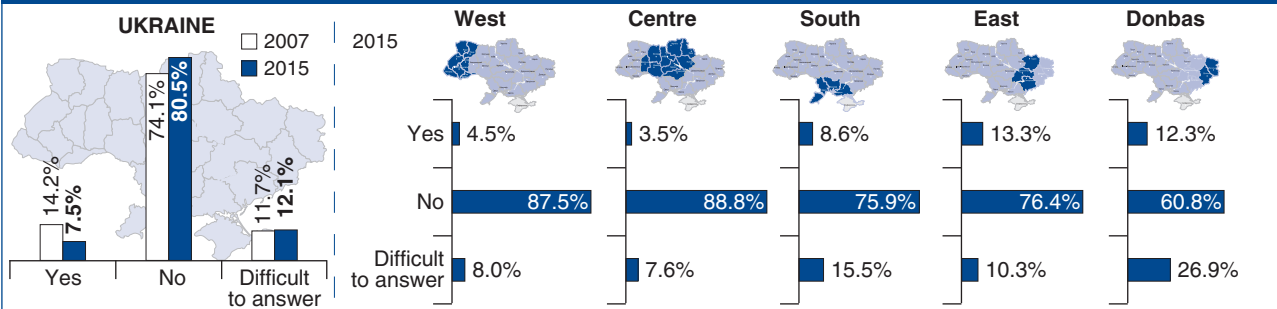 UKRAINE
2007
2015
14.2%
7.5%
74.1%
80.5%
11.7%
12.1%
Yes
No
Difficult
to answer
2015
West
Centre
South
East
Donbas
Yes
4.5%
3.5%
8.6%
13.3%
12.3%
No
87.5%
88.8%
75.9%
76.4%
60.8%
Difficult
to answer
8.0%
7.6%
15.5%
10.3%
26.9%